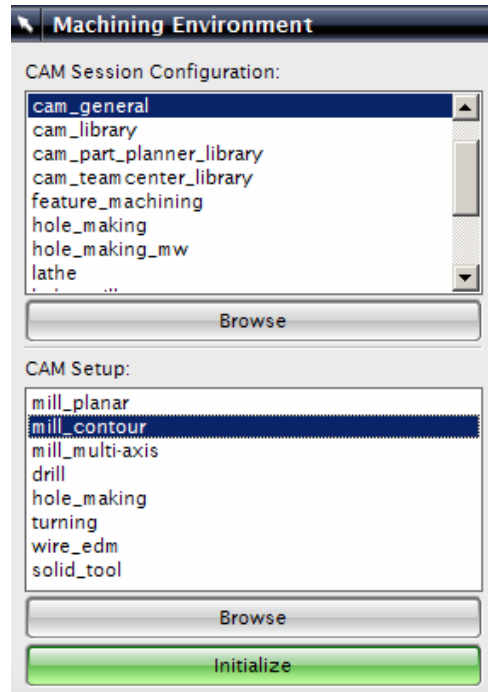 Machining Environment
CAM Session Configuration:
cam_general
cam_library
cam_part_planner_library
cam_teamcenter_library
feature_machining
hole_making
hole_making_mw
lathe
Browse
CAM Setup:
mill_planar
mill_contour
mill_multi-axis
drill
hole_making
turning
wire_edm
solid_tool
Browse
Initialize